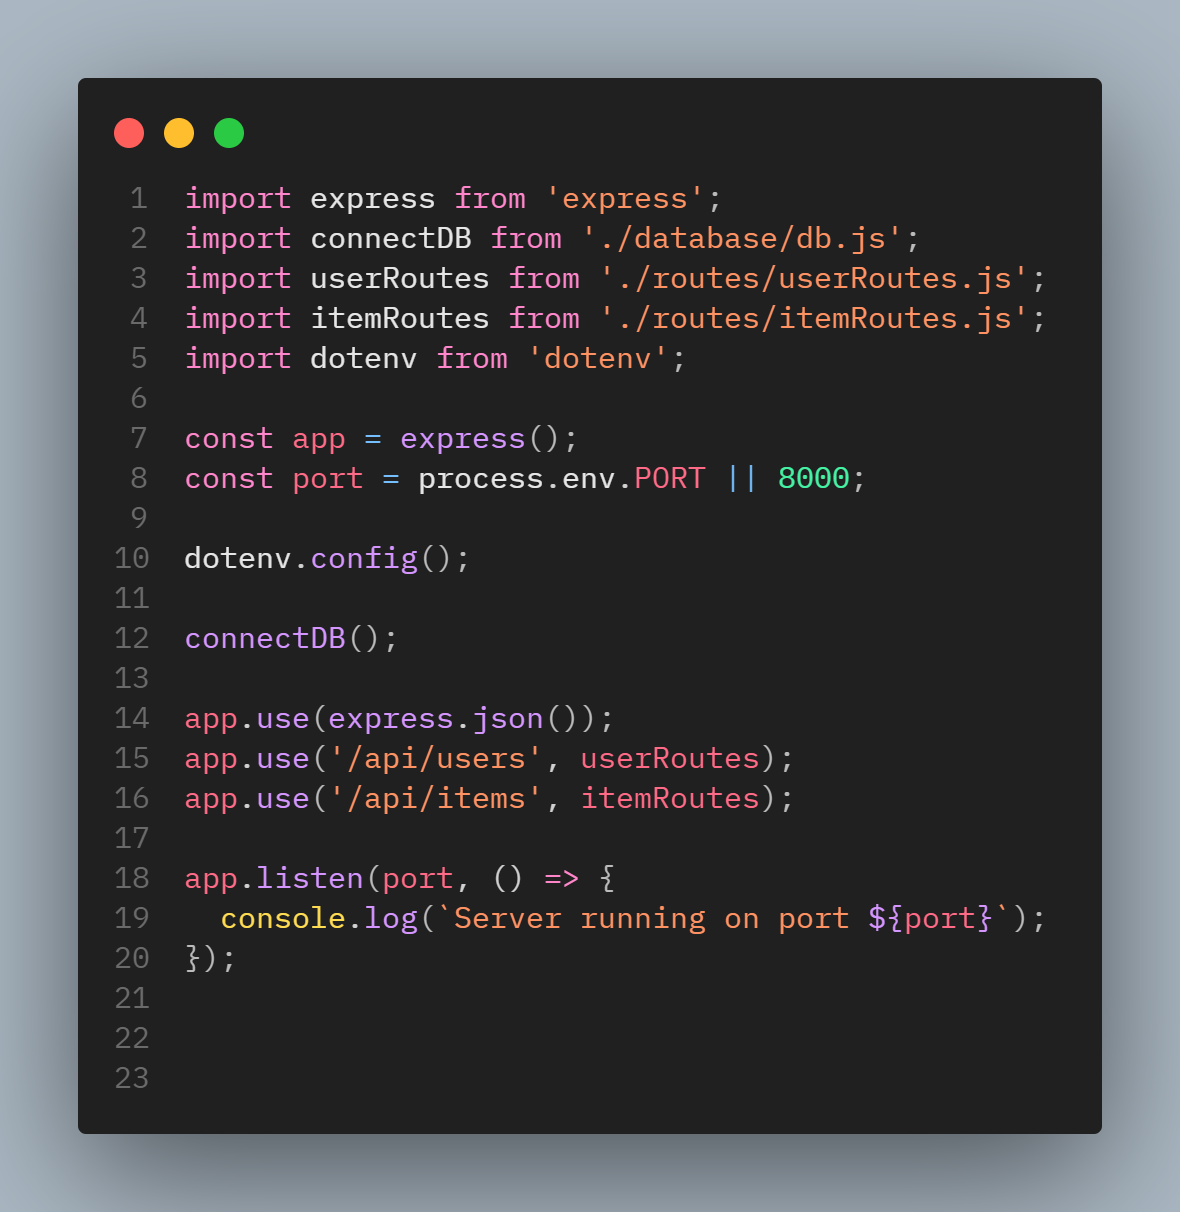 1 import express from 'express';
2 import connectDB from './database/db.js';
3 import userRoutes from './routes/userRoutes.js';
4 import itemRoutes from './routes/itemRoutes.js';
5 import dotenv from 'dotenv';
6
7 const app = express();
8 const port = process.env.PORT || 8000;
9
10 dotenv.config();
11
12 connectDB();
13
14 app.use(express.json());
15 app.use('/api/users', userRoutes);
16 app.use('/api/items', itemRoutes);
17
18 app.listen(port, () => {
19   console.log(`Server running on port ${port}`);
20 });
21
22
23